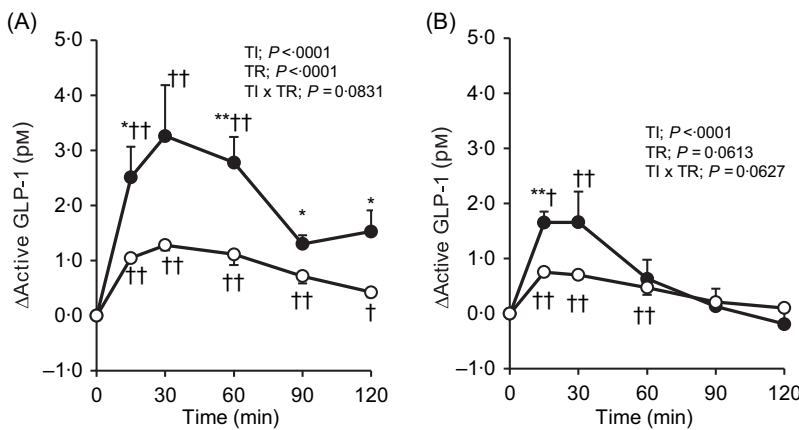 (A)
5·0
4·0
3·0
2·0
1·0
0·0
–1·0
ΔActive GLP-1 (pM)
TI; P <·0001
TR; P <·0001
TI x TR; P = 0·0831
*††
††
**††
*
*
††
††
††
††
†
0 30 60 90 120
Time (min)
(B)
5·0
4·0
3·0
2·0
1·0
0·0
–1·0
ΔActive GLP-1 (pM)
TI; P <·0001
TR; P = 0·0613
TI x TR; P = 0·0627
**†
††
††
††
††
0 30 60 90 120
Time (min)